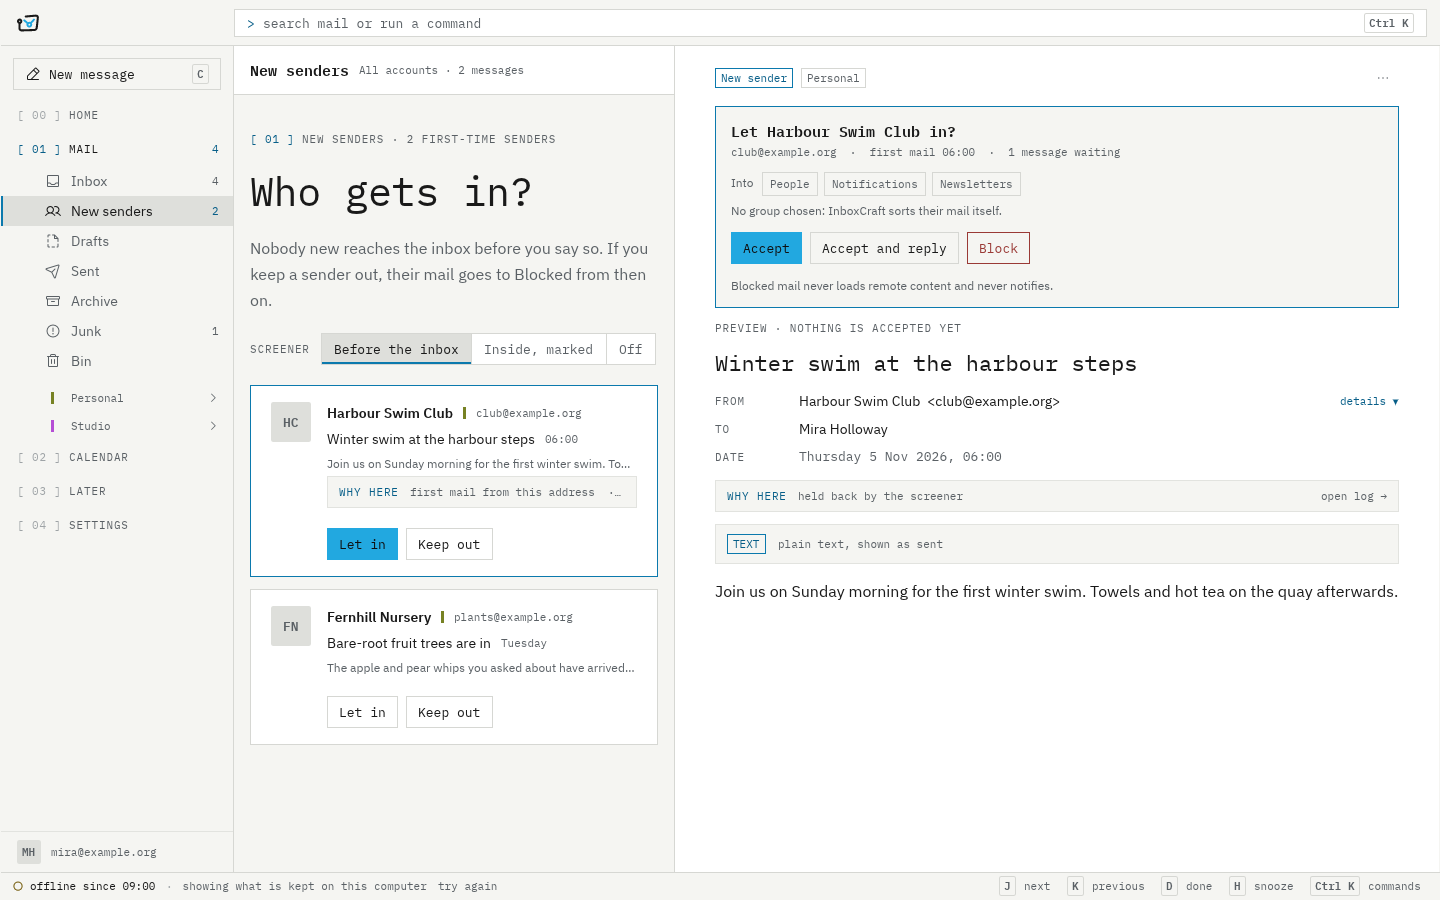 > search mail or run a command Ctrl K
New message C
[ 00 ] HOME
[ 01 ] MAIL 4
Inbox 4
New senders 2
Drafts
Sent
Archive
Junk 1
Bin
Personal
Studio
[ 02 ] CALENDAR
[ 03 ] LATER
[ 04 ] SETTINGS
MH mira@example.org
New senders All accounts · 2 messages
[ 01 ] NEW SENDERS · 2 FIRST-TIME SENDERS
Who gets in?
Nobody new reaches the inbox before you say so. If you
keep a sender out, their mail goes to Blocked from then
on.
SCREENER Before the inbox Inside, marked Off
HC Harbour Swim Club club@example.org
Winter swim at the harbour steps 06:00
Join us on Sunday morning for the first winter swim. To…
WHY HERE first mail from this address ·…
Let in Keep out
FN Fernhill Nursery plants@example.org
Bare-root fruit trees are in Tuesday
The apple and pear whips you asked about have arrived…
Let in Keep out
New sender Personal ···
Let Harbour Swim Club in?
club@example.org · first mail 06:00 · 1 message waiting
Into People Notifications Newsletters
No group chosen: InboxCraft sorts their mail itself.
Accept Accept and reply Block
Blocked mail never loads remote content and never notifies.
PREVIEW · NOTHING IS ACCEPTED YET
Winter swim at the harbour steps
FROM Harbour Swim Club <club@example.org> details ▾
TO Mira Holloway
DATE Thursday 5 Nov 2026, 06:00
WHY HERE held back by the screener open log →
TEXT plain text, shown as sent
Join us on Sunday morning for the first winter swim. Towels and hot tea on the quay afterwards.
offline since 09:00 · showing what is kept on this computer try again
J next K previous D done H snooze Ctrl K commands